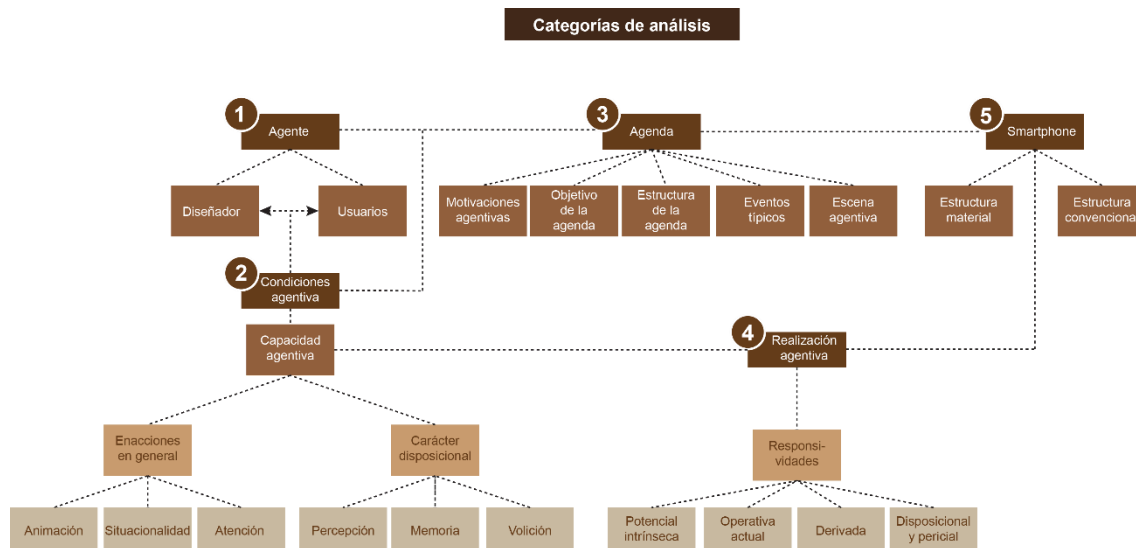 Categorías de análisis
1
Agente
3
Agenda
5
Smartphone
Diseñador
Usuarios
Motivaciones
agentivas
Objetivo
de la
agenda
Estructura
de la
agenda
Eventos
típicos
Escena
agentiva
Estructura
material
Estructura
convenciona
2
Condiciones
agentiva
Capacidad
agentiva
4
Realización
agentiva
Enacciones
en general
Carácter
disposicional
Responsi-
vidades
Animación
Situacionalidad
Atención
Percepción
Memoria
Volición
Potencial
intrínseca
Operativa
actual
Derivada
Disposicional
y pericial